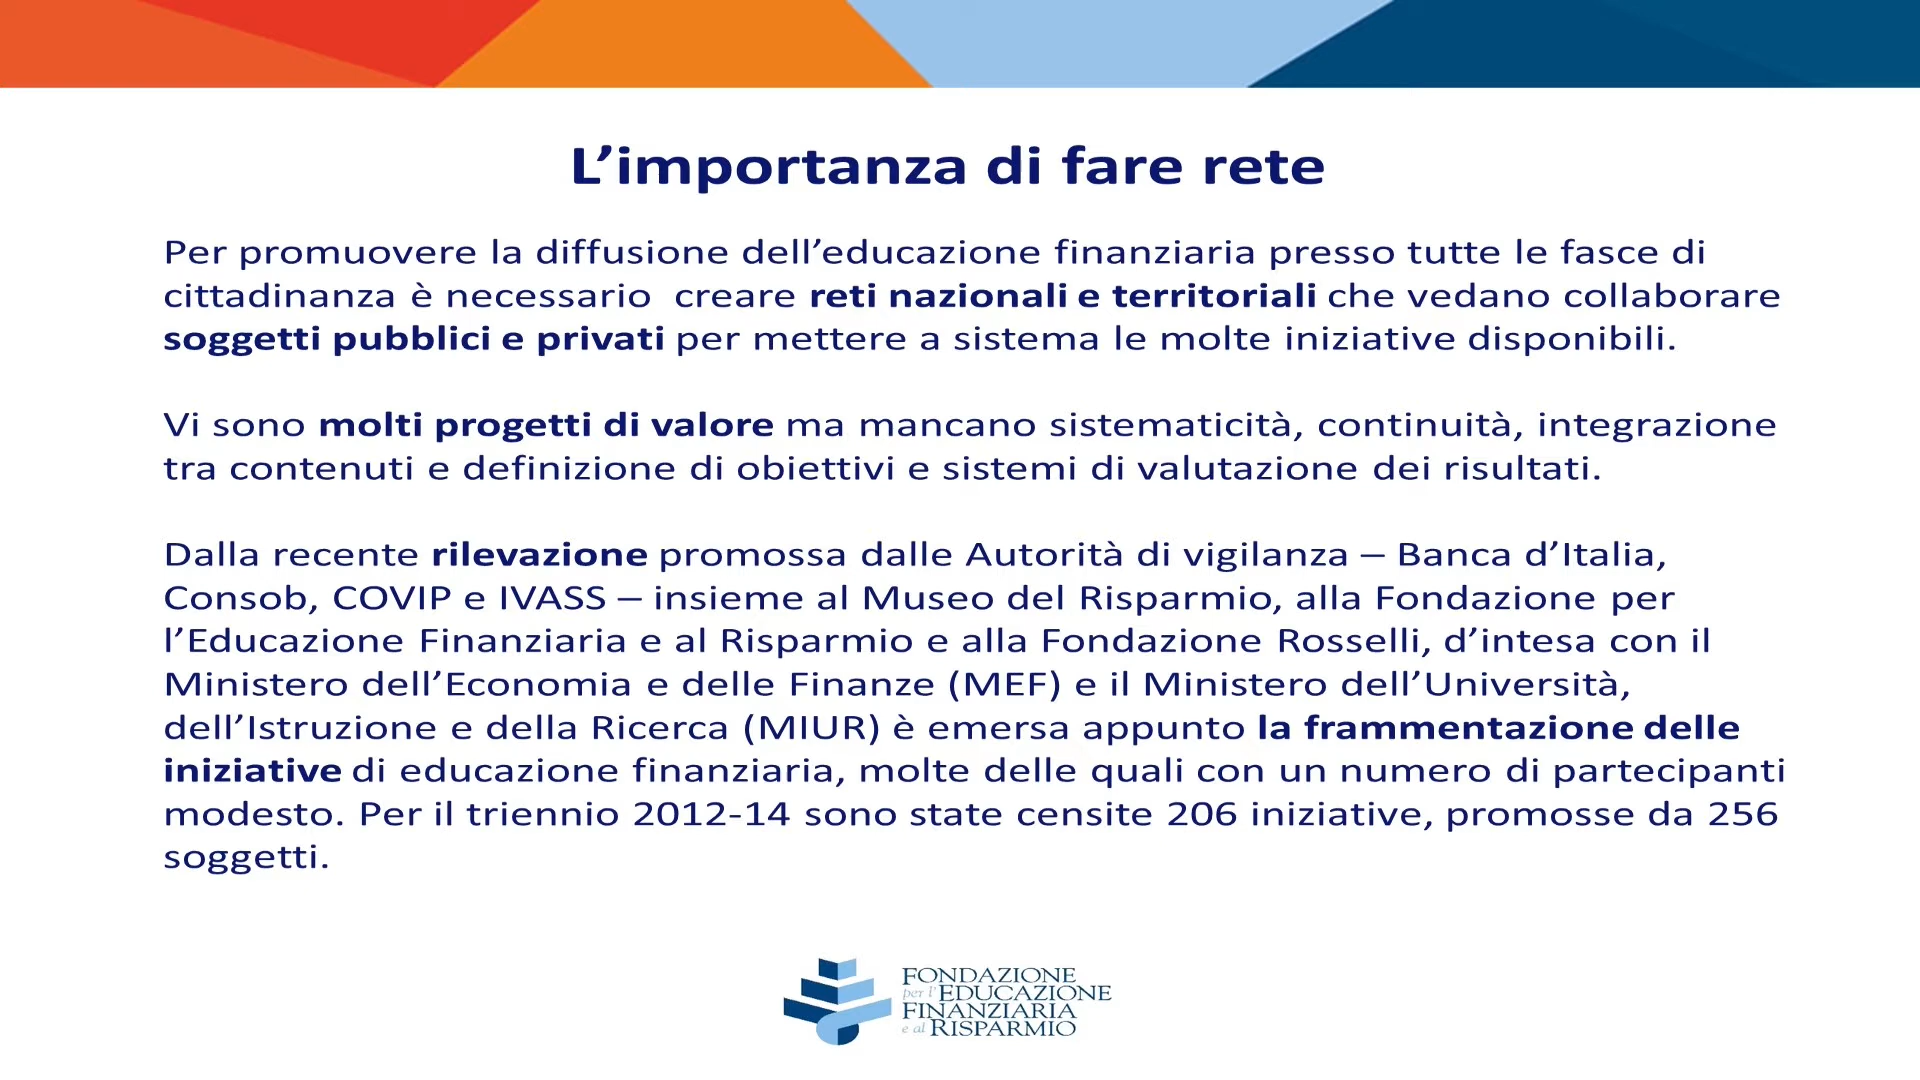 L’importanza di fare rete
Per promuovere la diffusione dell’educazione finanziaria presso tutte le fasce di
cittadinanza è necessario  creare reti nazionali e territoriali che vedano collaborare
soggetti pubblici e privati per mettere a sistema le molte iniziative disponibili.
Vi sono molti progetti di valore ma mancano sistematicità, continuità, integrazione
tra contenuti e definizione di obiettivi e sistemi di valutazione dei risultati.
Dalla recente rilevazione promossa dalle Autorità di vigilanza – Banca d’Italia,
Consob, COVIP e IVASS – insieme al Museo del Risparmio, alla Fondazione per
l’Educazione Finanziaria e al Risparmio e alla Fondazione Rosselli, d’intesa con il
Ministero dell’Economia e delle Finanze (MEF) e il Ministero dell’Università,
dell’Istruzione e della Ricerca (MIUR) è emersa appunto la frammentazione delle
iniziative di educazione finanziaria, molte delle quali con un numero di partecipanti
modesto. Per il triennio 2012-14 sono state censite 206 iniziative, promosse da 256
soggetti.
FONDAZIONE
per l’EDUCAZIONE
FINANZIARIA
e al RISPARMIO